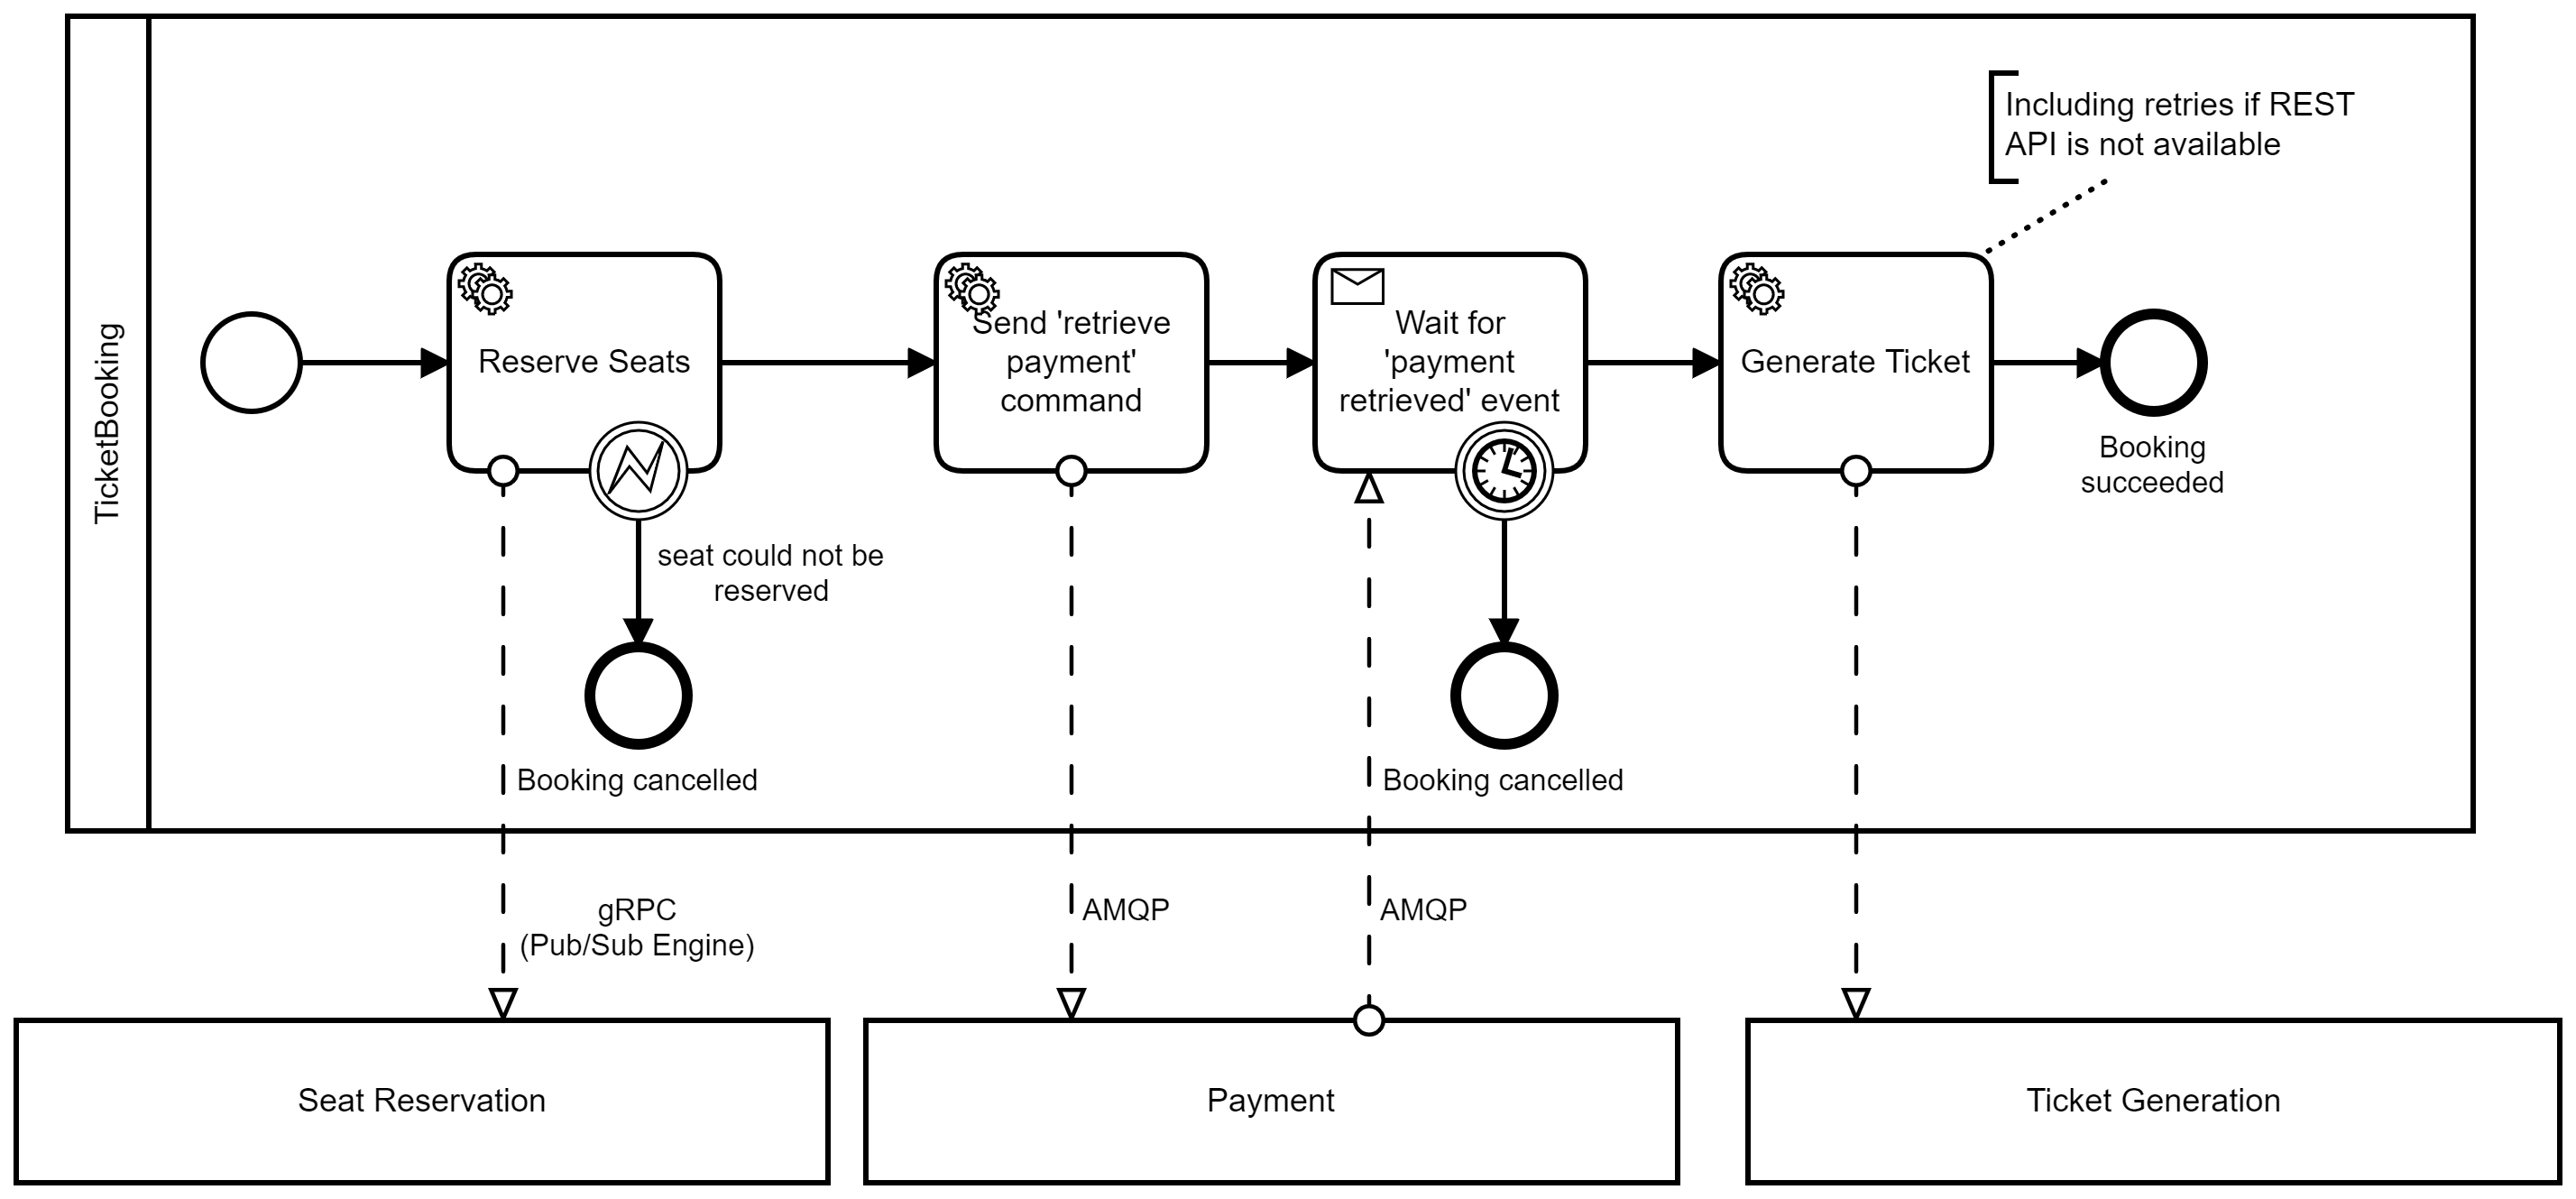 TicketBooking
Including retries if REST
API is not available
Reserve Seats
Send 'retrieve
payment'
command
Wait for
'payment
retrieved' event
Generate Ticket
Booking
succeeded
seat could not be
reserved
Booking cancelled
Booking cancelled
gRPC
(Pub/Sub Engine)
AMQP
AMQP
Seat Reservation
Payment
Ticket Generation